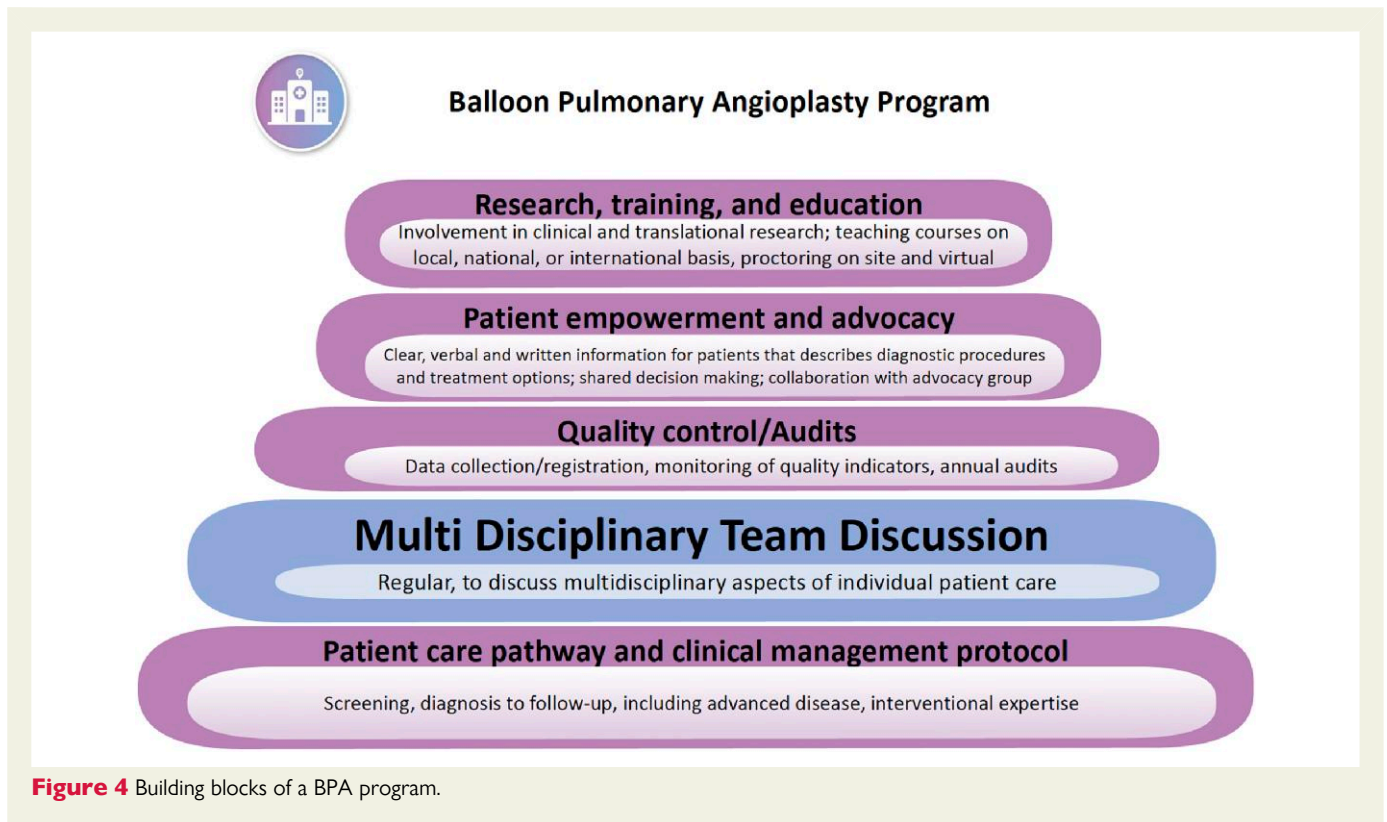 Balloon Pulmonary Angioplasty Program
Research, training, and education
Involvement in clinical and translational research; teaching courses on
local, national, or international basis, proctoring on site and virtual
Patient empowerment and advocacy
Clear, verbal and written information for patients that describes diagnostic procedures
and treatment options; shared decision making; collaboration with advocacy group
Quality control/Audits
Data collection/registration, monitoring of quality indicators, annual audits
Multi Disciplinary Team Discussion
Regular, to discuss multidisciplinary aspects of individual patient care
Patient care pathway and clinical management protocol
Screening, diagnosis to follow-up, including advanced disease, interventional expertise
Figure 4 Building blocks of a BPA program.